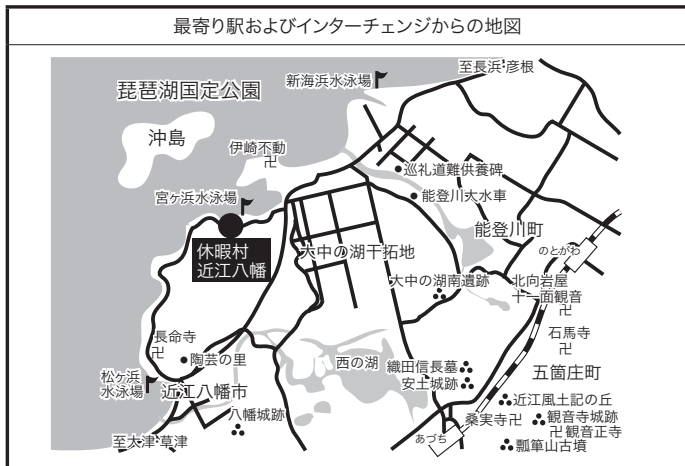 最寄り駅およびインターチェンジからの地図
新海浜水泳場
至長浜・彦根
琵琶湖国定公園
沖島
伊崎不動
卍
巡礼道難供養碑
宮ヶ浜水泳場
能登川大水車
能登川町
休暇村
近江八幡
大中の湖干拓地
のとがわ
大中の湖南遺跡
北向岩屋
十一面観音
卍
長命寺
卍
石馬寺
卍
陶芸の里
西の湖
織田信長墓
安土城跡
五箇庄町
松ヶ浜
水泳場
近江八幡市
八幡城跡
近江風土記の丘
桑実寺卍
観音寺城跡
卍観音正寺
至大津・草津
あづち
瓢箪山古墳